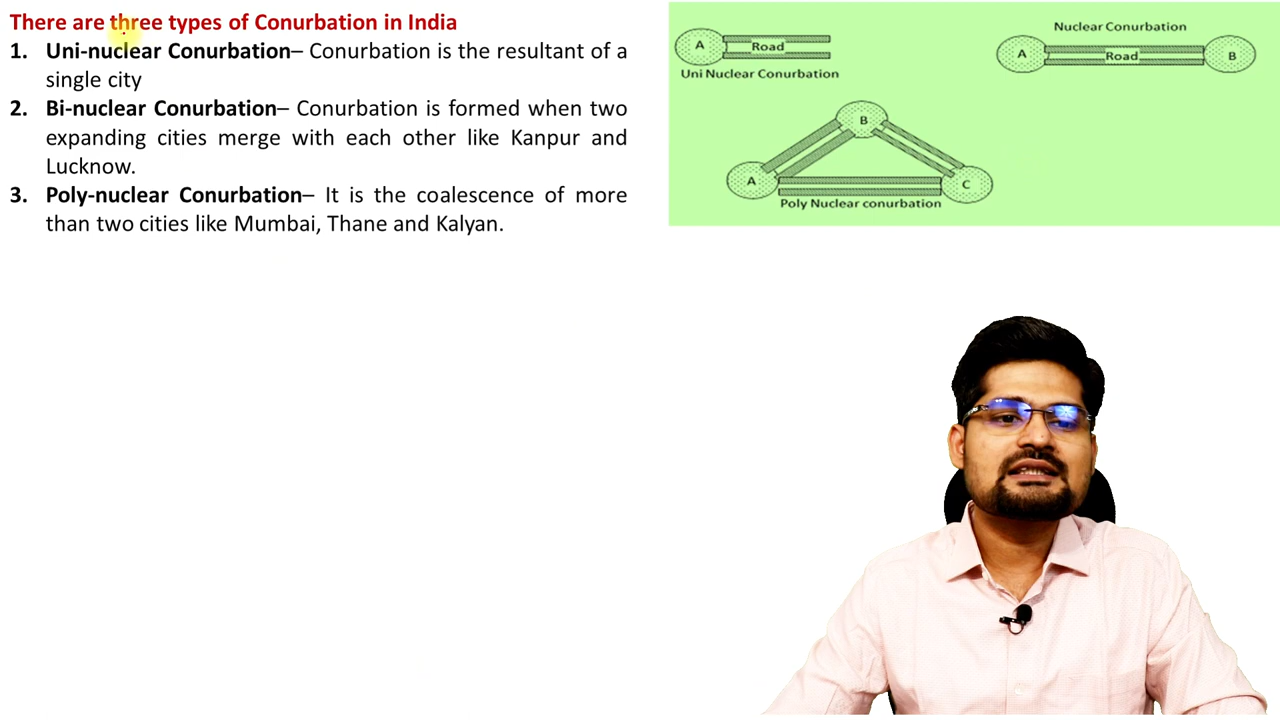 There are three types of Conurbation in India
1. Uni-nuclear Conurbation– Conurbation is the resultant of a
single city
2. Bi-nuclear Conurbation– Conurbation is formed when two
expanding cities merge with each other like Kanpur and
Lucknow.
3. Poly-nuclear Conurbation– It is the coalescence of more
than two cities like Mumbai, Thane and Kalyan.
A Road
Uni Nuclear Conurbation
Nuclear Conurbation
A Road B
B
A C
Poly Nuclear conurbation